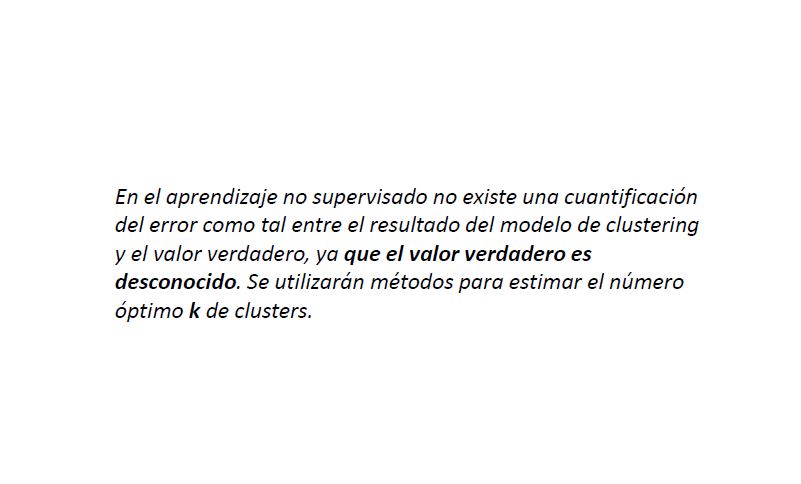 En el aprendizaje no supervisado no existe una cuantificación
del error como tal entre el resultado del modelo de clustering
y el valor verdadero, ya que el valor verdadero es
desconocido. Se utilizarán métodos para estimar el número
óptimo k de clusters.